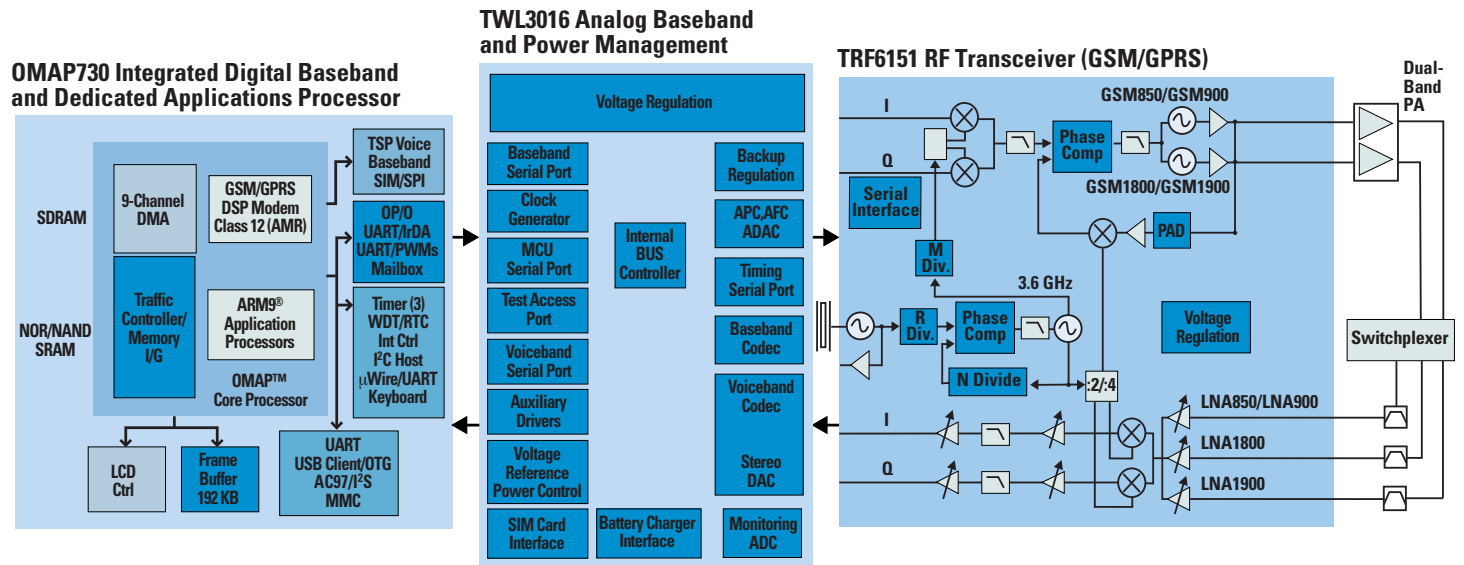 TWL3016 Analog Baseband
and Power Management
OMAP730 Integrated Digital Baseband
and Dedicated Applications Processor
TRF6151 RF Transceiver (GSM/GPRS)
Dual-
Band
PA
SDRAM
NOR/NAND
SRAM
9-Channel
DMA
Traffic
Controller/
Memory
I/G
GSM/GPRS
DSP Modem
Class 12 (AMR)
ARM9®
Application
Processors
OMAP™
Core Processor
TSP Voice
Baseband
SIM/SPI
OP/O
UART/IrDA
UART/PWMs
Mailbox
Timer (3)
WDT/RTC
Int Ctrl
I²C Host
µWire/UART
Keyboard
LCD
Ctrl
Frame
Buffer
192 KB
UART
USB Client/OTG
AC97/I²S
MMC
Voltage Regulation
Baseband
Serial Port
Clock
Generator
MCU
Serial Port
Test Access
Port
Voiceband
Serial Port
Auxiliary
Drivers
Voltage
Reference
Power Control
SIM Card
Interface
Internal
BUS
Controller
Battery Charger
Interface
Backup
Regulation
APC,AFC
ADAC
Timing
Serial Port
Baseband
Codec
Voiceband
Codec
Stereo
DAC
Monitoring
ADC
I
Q
Serial
Interface
M
Div.
Phase
Comp
GSM850/GSM900
GSM1800/GSM1900
PAD
3.6 GHz
R
Div.
Phase
Comp
N Divide
:2/:4
Voltage
Regulation
Switchplexer
I
Q
LNA850/LNA900
LNA1800
LNA1900